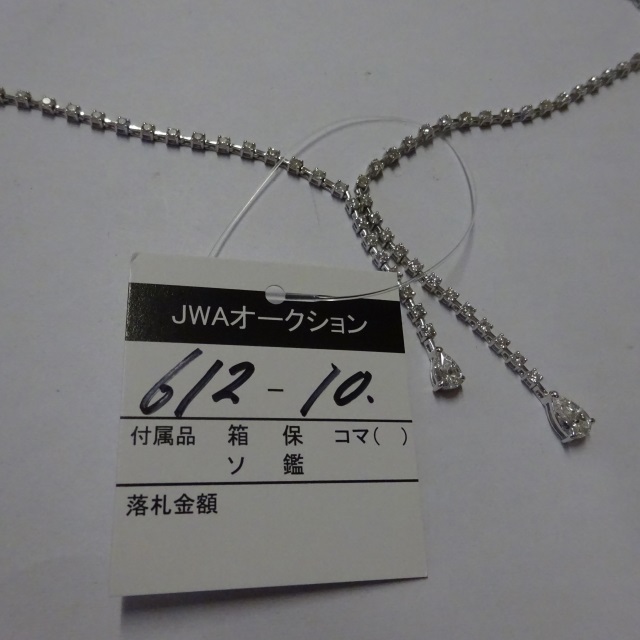 JWAオークション
612-10.
付属品 箱 保 コマ( )
ソ 鑑
落札金額